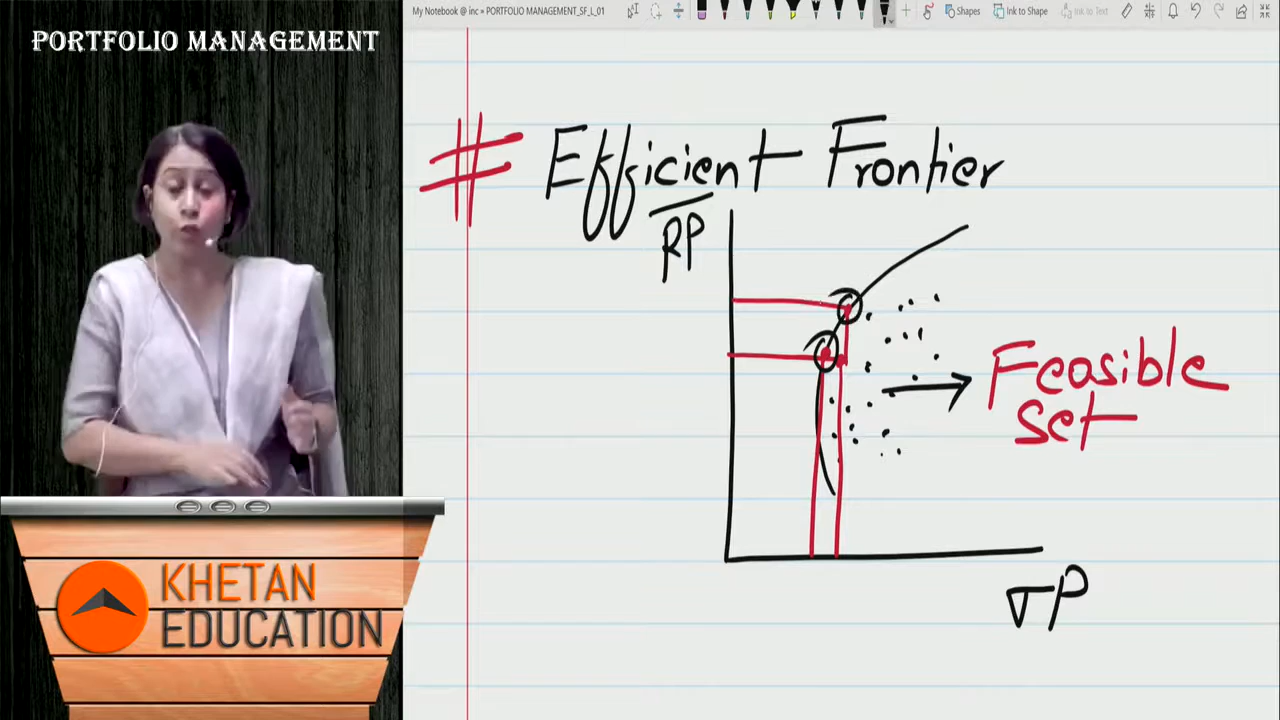 PORTFOLIO MANAGEMENT
My Notebook @ inc » PORTFOLIO MANAGEMENT_SF_L_01
Shapes
Ink to Shape
Ink to Text
# Efficient Frontier
RP
Feasible
set
σP
KHETAN
EDUCATION